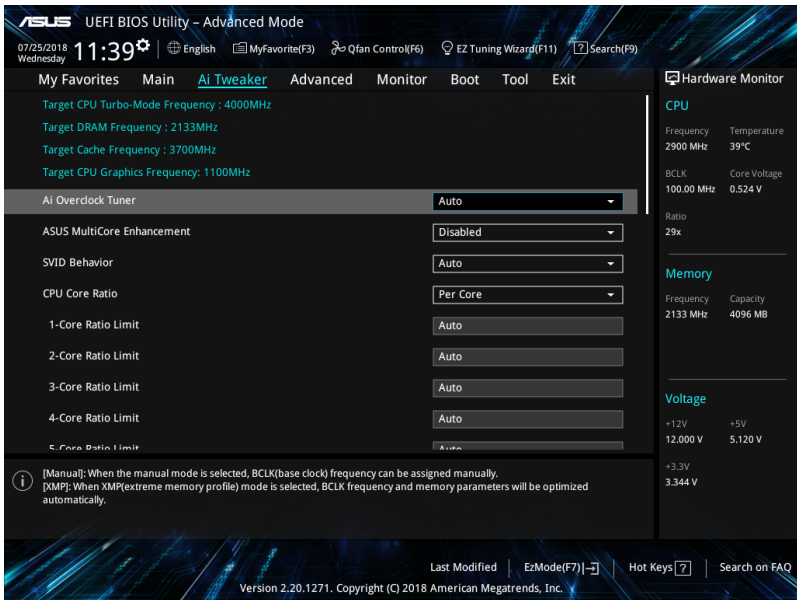 ASUS UEFI BIOS Utility – Advanced Mode
07/25/2018 Wednesday 11:39 English MyFavorite(F3) Qfan Control(F6) EZ Tuning Wizard(F11) ? Search(F9)
My Favorites Main Ai Tweaker Advanced Monitor Boot Tool Exit
Target CPU Turbo-Mode Frequency : 4000MHz
Target DRAM Frequency : 2133MHz
Target Cache Frequency : 3700MHz
Target CPU Graphics Frequency: 1100MHz
Ai Overclock Tuner Auto
ASUS MultiCore Enhancement Disabled
SVID Behavior Auto
CPU Core Ratio Per Core
1-Core Ratio Limit Auto
2-Core Ratio Limit Auto
3-Core Ratio Limit Auto
4-Core Ratio Limit Auto
5-Core Ratio Limit Auto
[Manual]: When the manual mode is selected, BCLK(base clock) frequency can be assigned manually.
[XMP]: When XMP(extreme memory profile) mode is selected, BCLK frequency and memory parameters will be optimized
automatically.
Hardware Monitor
CPU
Frequency Temperature
2900 MHz 39°C
BCLK Core Voltage
100.00 MHz 0.524 V
Ratio
29x
Memory
Frequency Capacity
2133 MHz 4096 MB
Voltage
+12V +5V
12.000 V 5.120 V
+3.3V
3.344 V
Last Modified EzMode(F7) Hot Keys ? Search on FAQ
Version 2.20.1271. Copyright (C) 2018 American Megatrends, Inc.